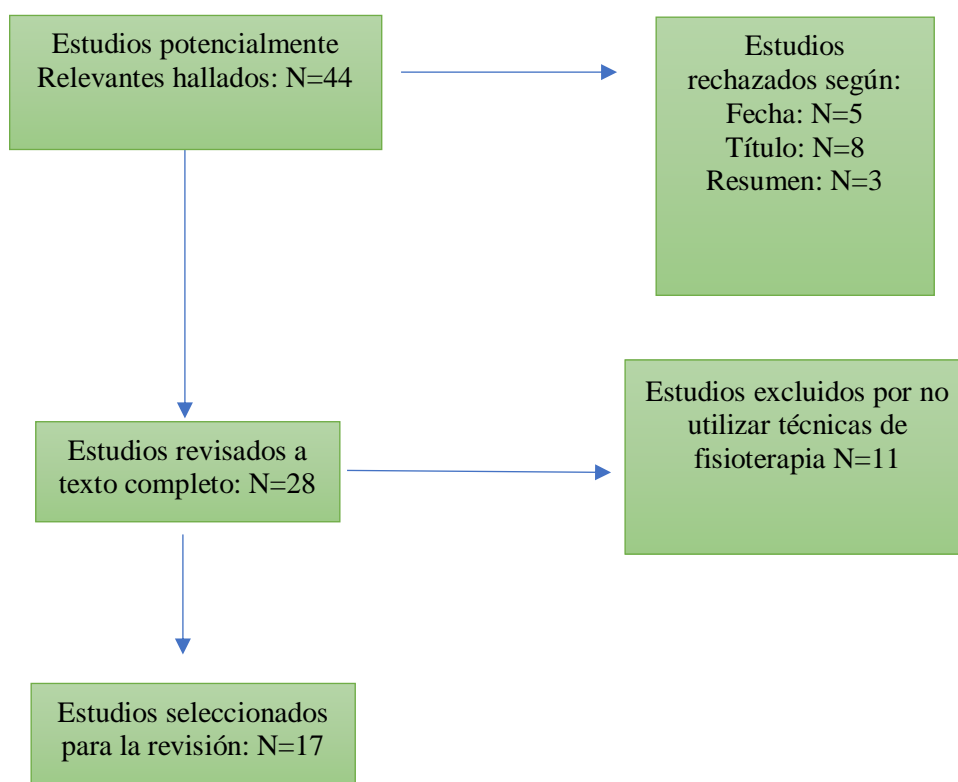 Estudios potencialmente
Relevantes hallados: N=44
Estudios
rechazados según:
Fecha: N=5
Título: N=8
Resumen: N=3
Estudios revisados a
texto completo: N=28
Estudios excluidos por no
utilizar técnicas de
fisioterapia N=11
Estudios seleccionados
para la revisión: N=17